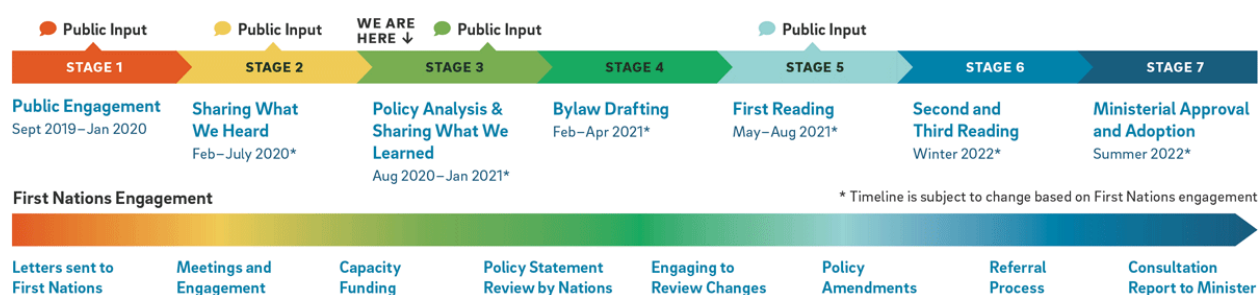 Public Input
Public Input
WE ARE
HERE ↓
Public Input
Public Input
STAGE 1
STAGE 2
STAGE 3
STAGE 4
STAGE 5
STAGE 6
STAGE 7
Public Engagement
Sept 2019–Jan 2020
Sharing What
We Heard
Feb–July 2020*
Policy Analysis &
Sharing What We
Learned
Aug 2020–Jan 2021*
Bylaw Drafting
Feb–Apr 2021*
First Reading
May–Aug 2021*
Second and
Third Reading
Winter 2022*
Ministerial Approval
and Adoption
Summer 2022*
First Nations Engagement
* Timeline is subject to change based on First Nations engagement
Letters sent to
First Nations
Meetings and
Engagement
Capacity
Funding
Policy Statement
Review by Nations
Engaging to
Review Changes
Policy
Amendments
Referral
Process
Consultation
Report to Minister